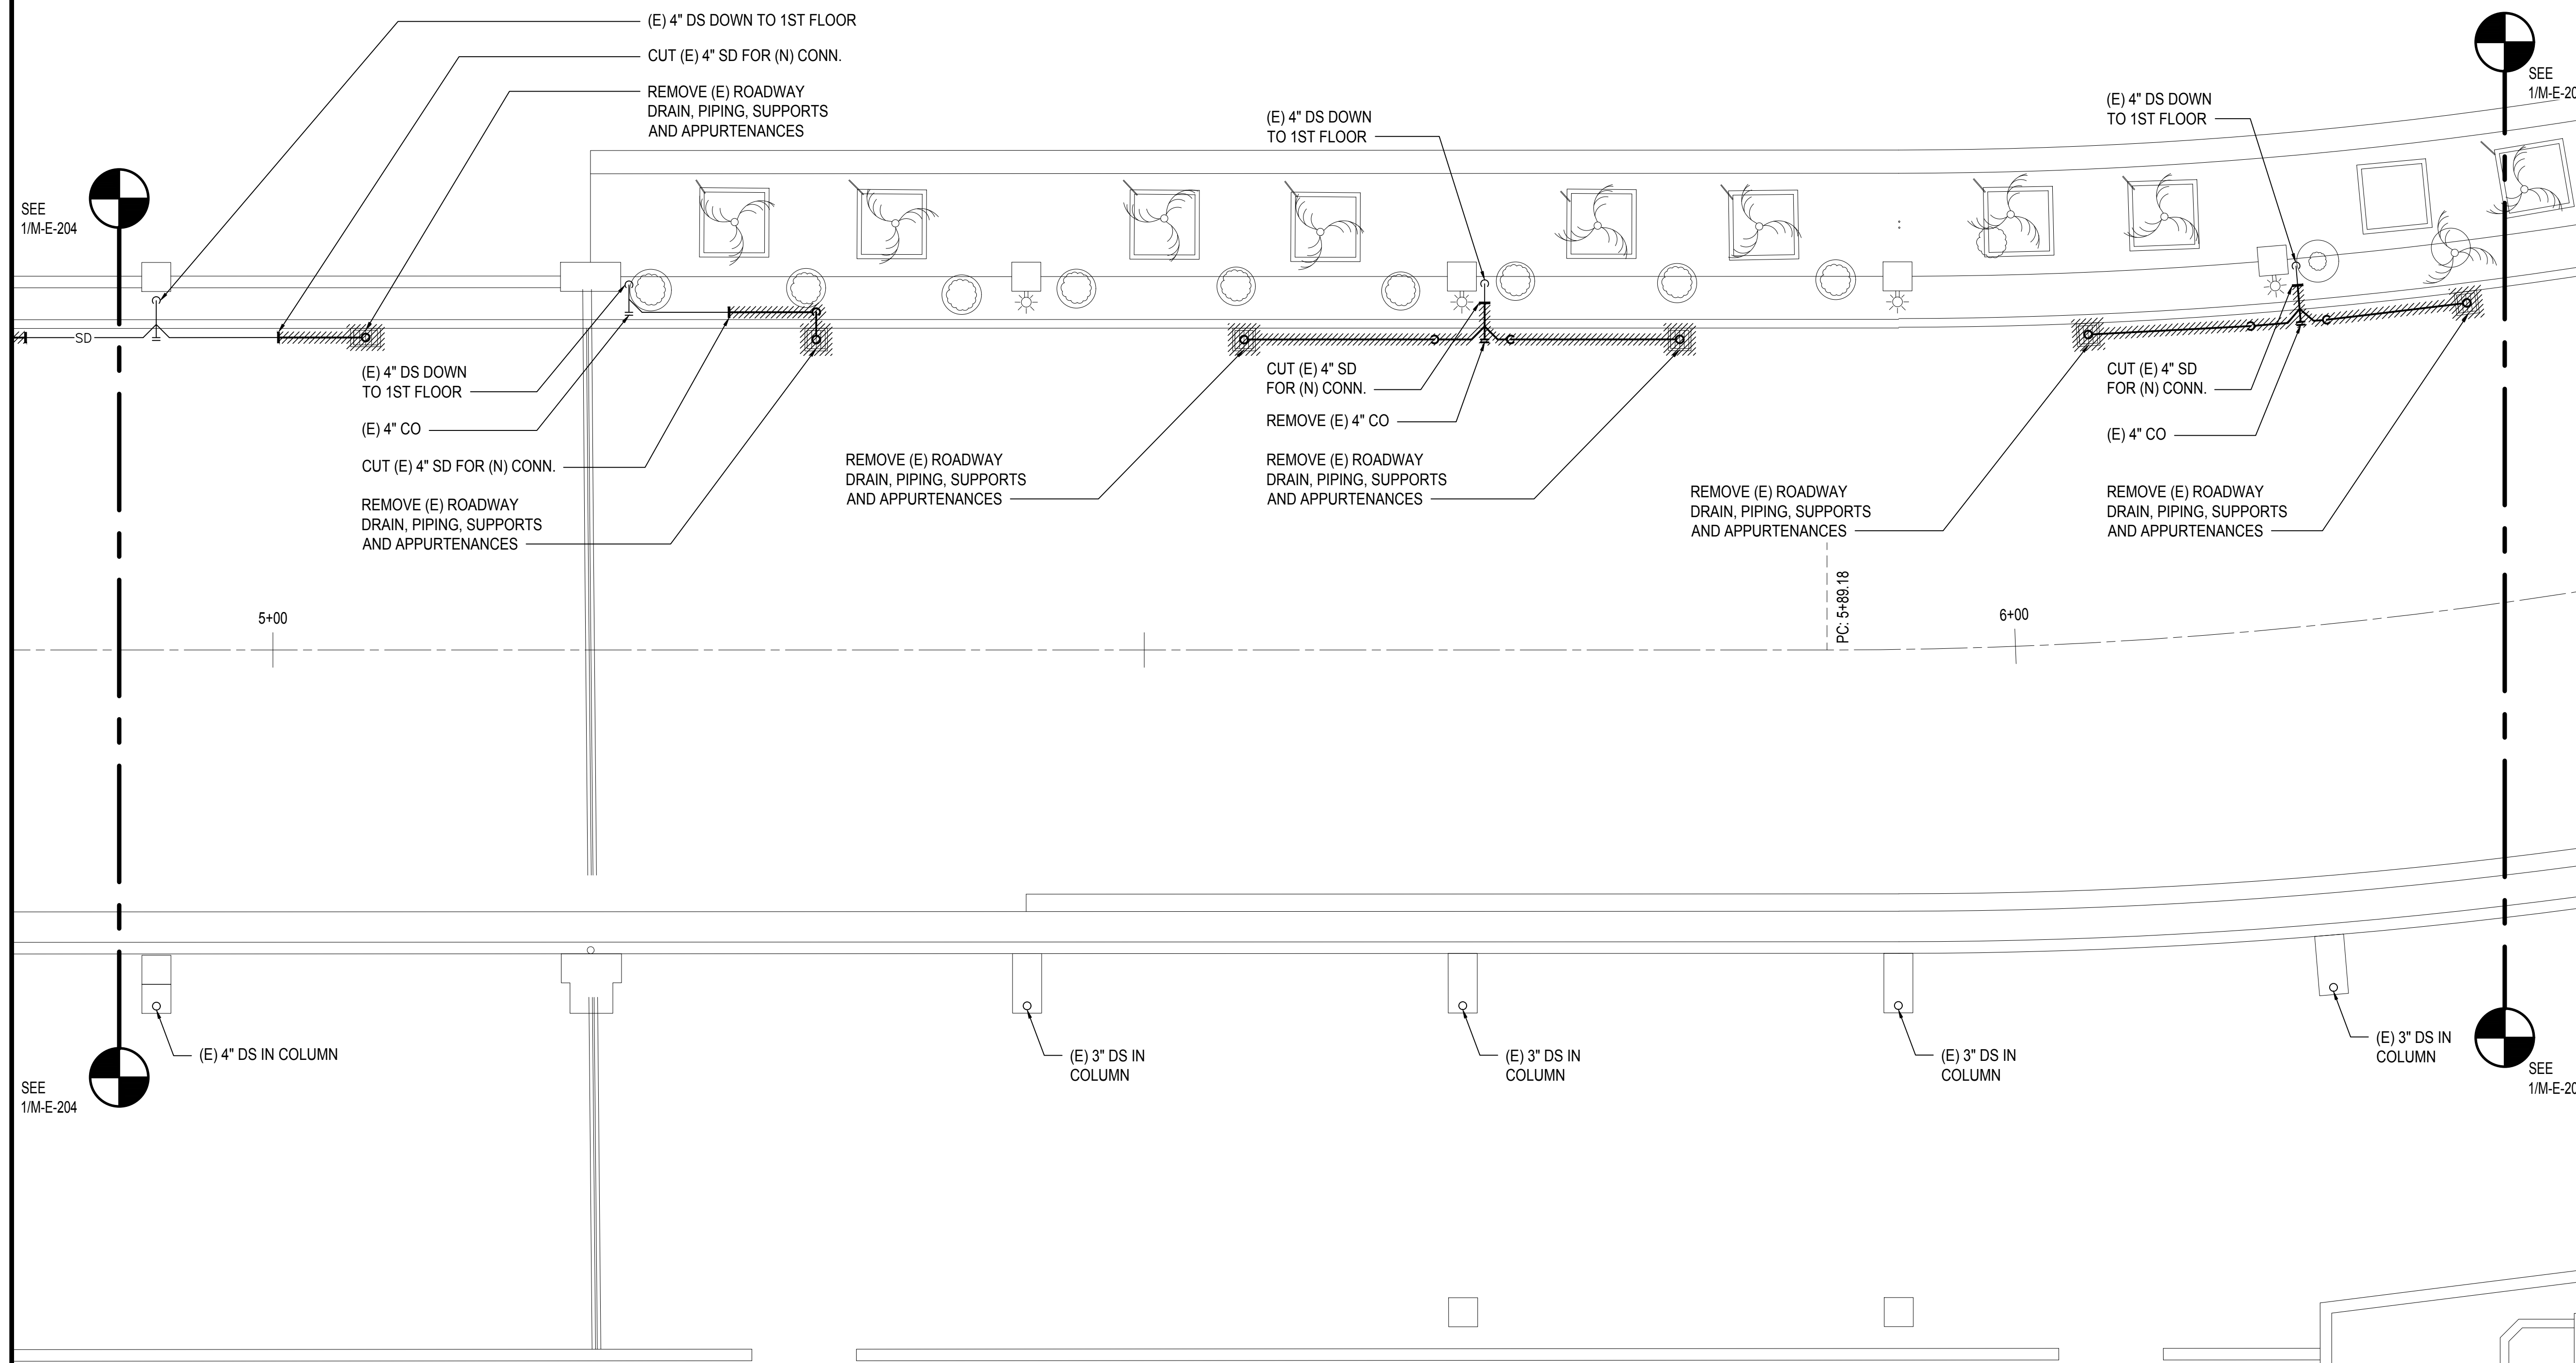 (E) 4" DS DOWN TO 1ST FLOOR
CUT (E) 4" SD FOR (N) CONN.
REMOVE (E) ROADWAY
DRAIN, PIPING, SUPPORTS
AND APPURTENANCES
SEE
1/M-E-204
(E) 4" DS DOWN
TO 1ST FLOOR
(E) 4" DS DOWN
TO 1ST FLOOR
SEE
1/M-E-20
SD
(E) 4" DS DOWN
TO 1ST FLOOR
(E) 4" CO
CUT (E) 4" SD FOR (N) CONN.
REMOVE (E) ROADWAY
DRAIN, PIPING, SUPPORTS
AND APPURTENANCES
REMOVE (E) ROADWAY
DRAIN, PIPING, SUPPORTS
AND APPURTENANCES
CUT (E) 4" SD
FOR (N) CONN.
REMOVE (E) 4" CO
REMOVE (E) ROADWAY
DRAIN, PIPING, SUPPORTS
AND APPURTENANCES
REMOVE (E) ROADWAY
DRAIN, PIPING, SUPPORTS
AND APPURTENANCES
CUT (E) 4" SD
FOR (N) CONN.
(E) 4" CO
REMOVE (E) ROADWAY
DRAIN, PIPING, SUPPORTS
AND APPURTENANCES
5+00
PC: 5+89.18
6+00
(E) 4" DS IN COLUMN
(E) 3" DS IN
COLUMN
(E) 3" DS IN
COLUMN
(E) 3" DS IN
COLUMN
(E) 3" DS IN
COLUMN
SEE
1/M-E-204
SEE
1/M-E-20